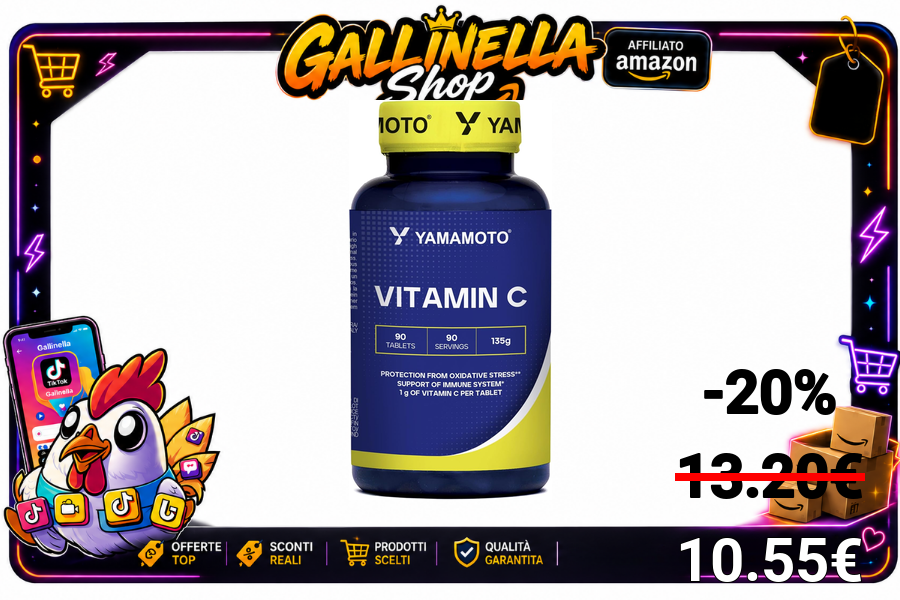 GALLINELLA
Shop
AFFILIATO
amazon
MOTO® YAM
YAMAMOTO®
VITAMIN C
90 TABLETS
90 SERVINGS
135g
PROTECTION FROM OXIDATIVE STRESS**
SUPPORT OF IMMUNE SYSTEM*
1 g OF VITAMIN C PER TABLET
Gallinella
TikTok
Gallinella
-20%
13.20€
10.55€
OFFERTE
TOP
SCONTI
REALI
PRODOTTI
SCELTI
QUALITÀ
GARANTITA